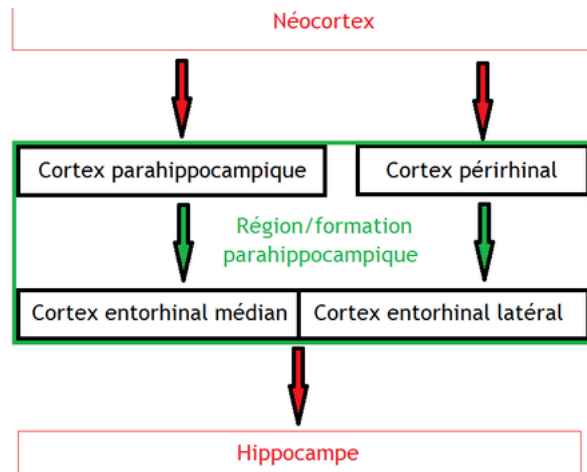 Néocortex
Cortex parahippocampique
Cortex périrhinal
Région/formation
parahippocampique
Cortex entorhinal médian
Cortex entorhinal latéral
Hippocampe